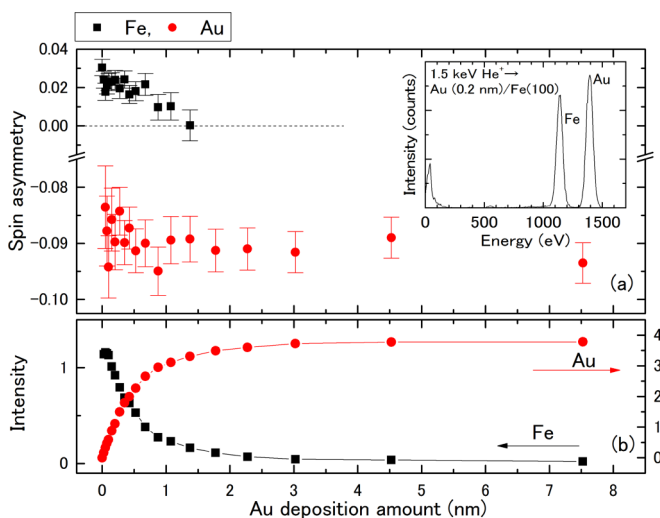 Fe, Au
(a)
0.04
0.02
0.00
−0.08
−0.09
−0.10
Spin asymmetry
1.5 keV He⁺→
Au (0.2 nm)/Fe(100)
Au
Fe
Intensity (counts)
0 500 1000 1500
Energy (eV)
(b)
1
0
Intensity
4
3
2
1
0
Au
Fe
0 1 2 3 4 5 6 7 8
Au deposition amount (nm)